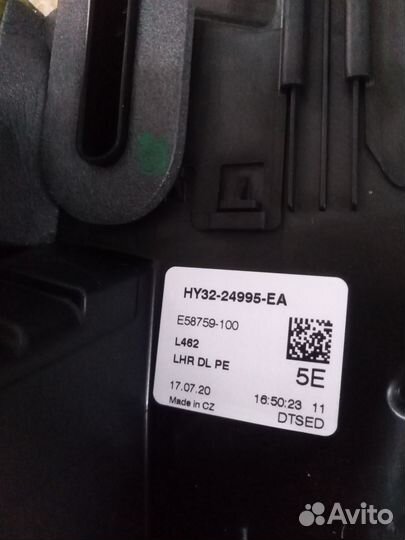 HY32-24995-EA
E58759-100
L462
LHR DL PE
5E
17.07.20
16:50:23 11
Made in CZ
DTSED
Avito